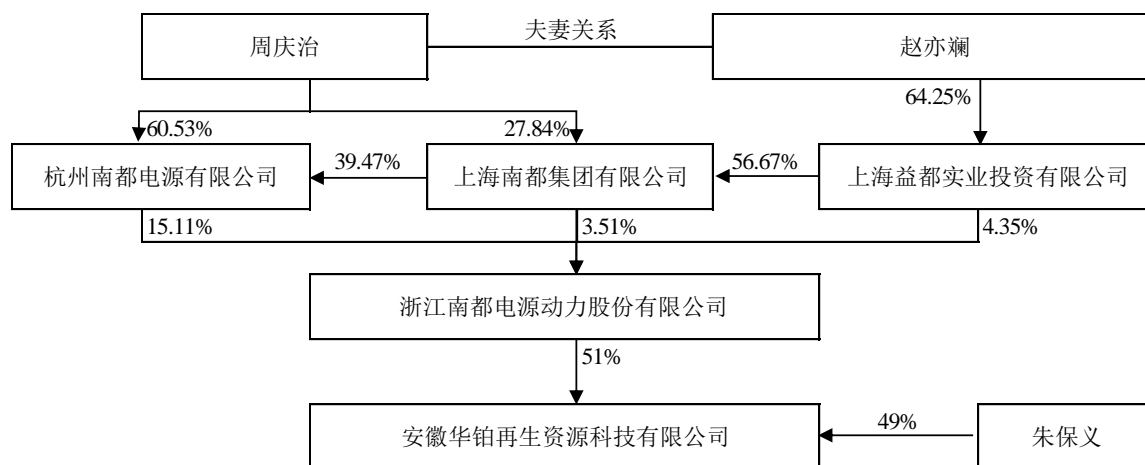 夫妻关系
周庆治
赵亦斓
64.25%
60.53%
27.84%
杭州南都电源有限公司
39.47%
上海南都集团有限公司
56.67%
上海益都实业投资有限公司
15.11%
3.51%
4.35%
浙江南都电源动力股份有限公司
51%
安徽华铂再生资源科技有限公司
49%
朱保义